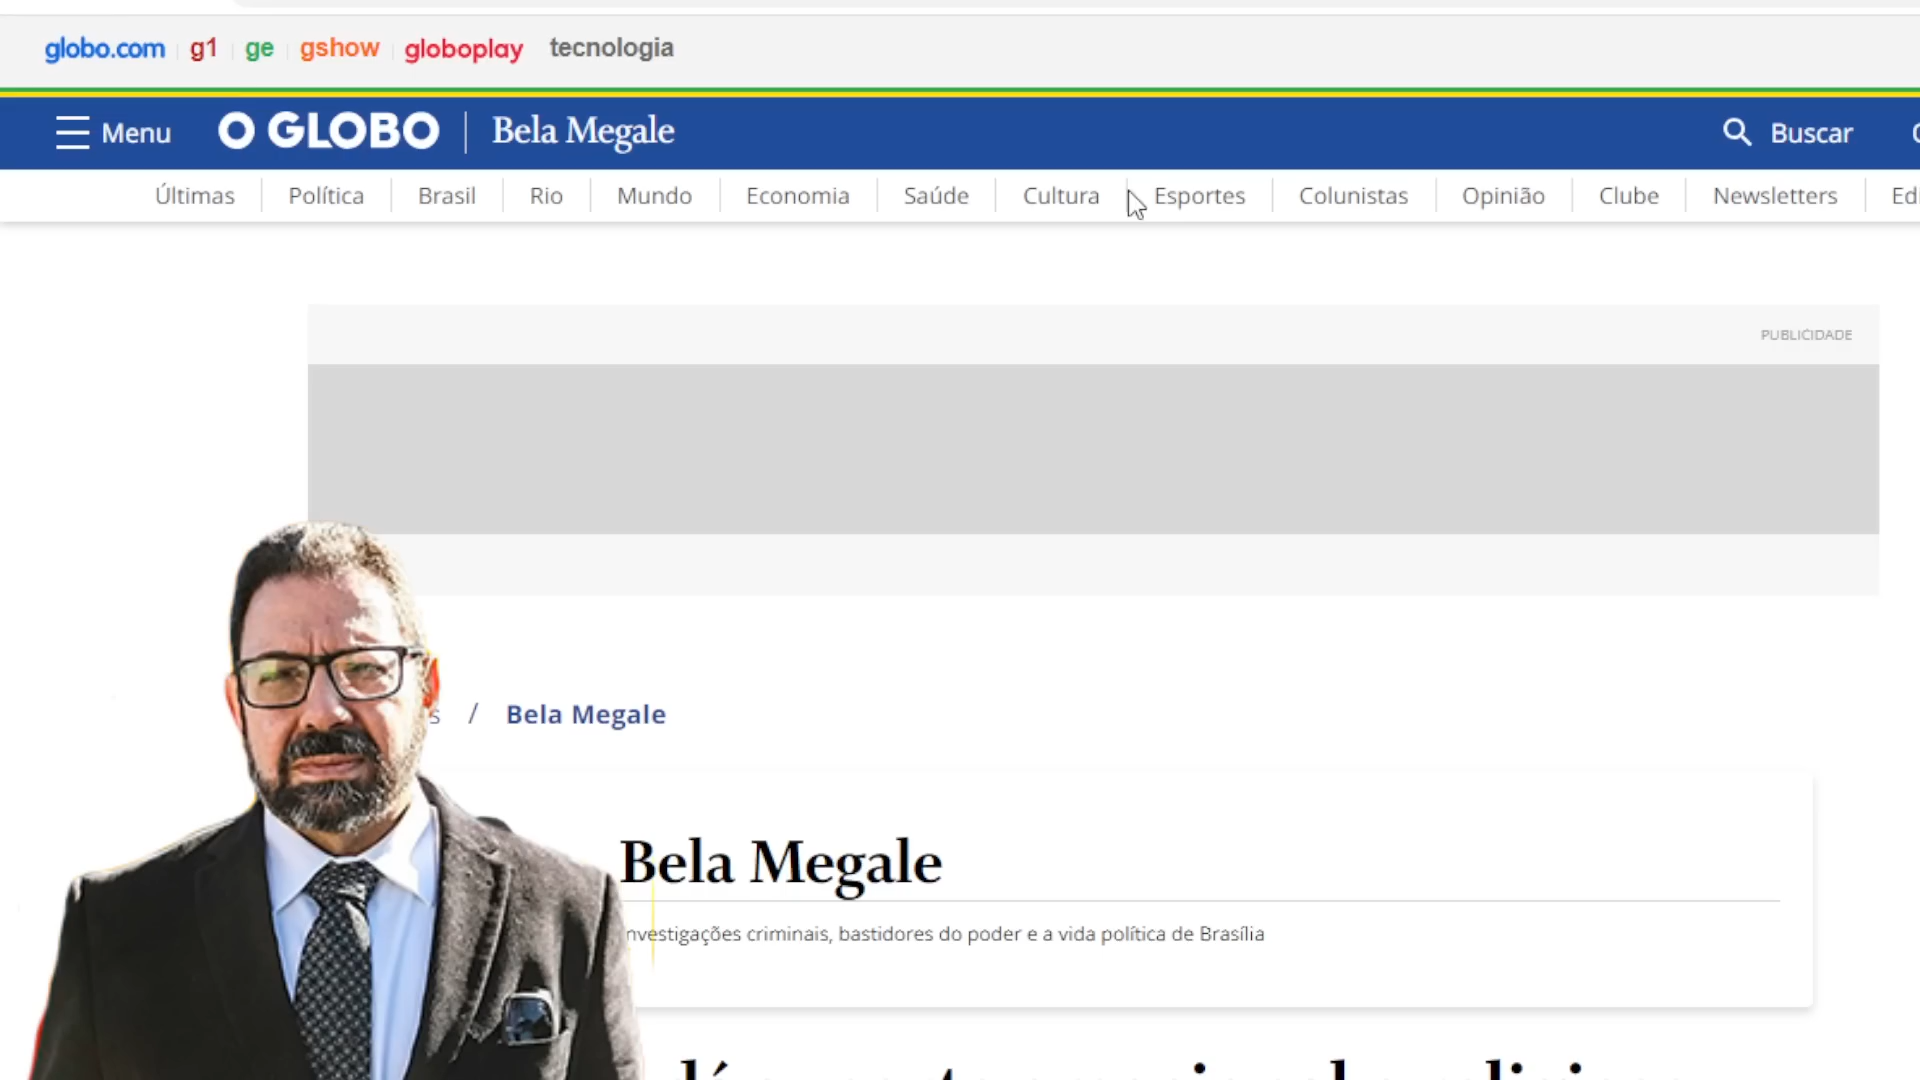 globo.com g1 ge gshow globoplay tecnologia
Menu O GLOBO Bela Megale Buscar
Últimas Política Brasil Rio Mundo Economia Saúde Cultura Esportes Colunistas Opinião Clube Newsletters Edi
PUBLICIDADE
s / Bela Megale
Bela Megale
nvestigações criminais, bastidores do poder e a vida política de Brasília